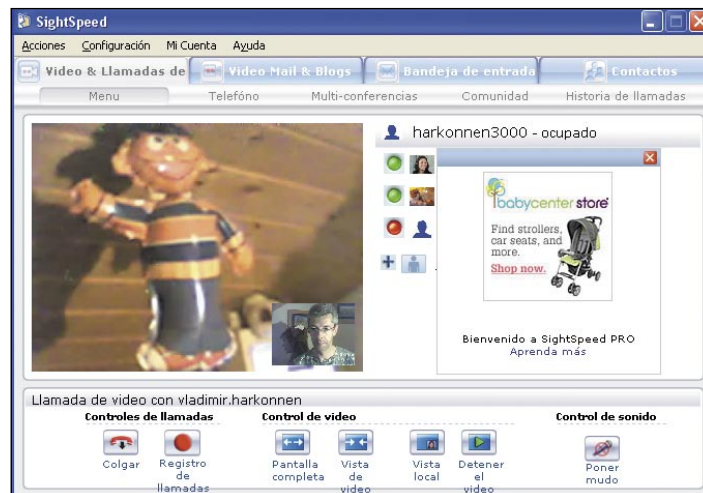 SightSpeed
Acciones Configuración Mi Cuenta Ayuda
Video & Llamadas de Video Mail & Blogs Bandeja de entrada Contactos
Menu Telefóno Multi-conferencias Comunidad Historia de llamadas
harkonnen3000 - ocupado
babycenter store
Find strollers,
car seats, and
more.
Shop now.
Bienvenido a SightSpeed PRO
Aprenda más
Llamada de video con vladimir.harkonnen
Controles de llamadas Control de video Control de sonido
Colgar
Registro
de
llamadas
Pantalla
completa
Vista
de
video
Vista
local
Detener
el
video
Poner
mudo